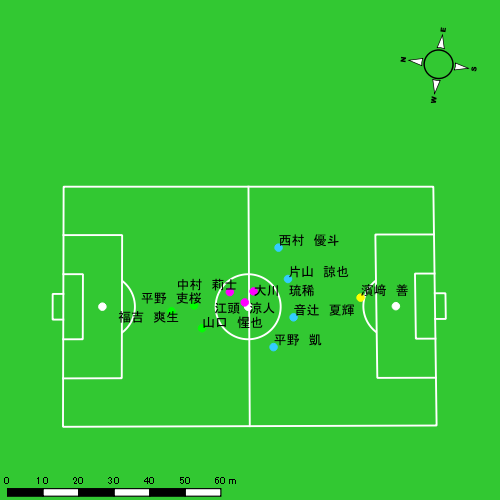 E
N
S
W
西村 優斗
片山 諒也
中村 莉士
大川 琉稀
濱﨑 善
平野 吏桜
江頭 涼人
音辻 夏輝
福吉 爽生
山口 惺也
平野 凱
0 10 20 30 40 50 60 m